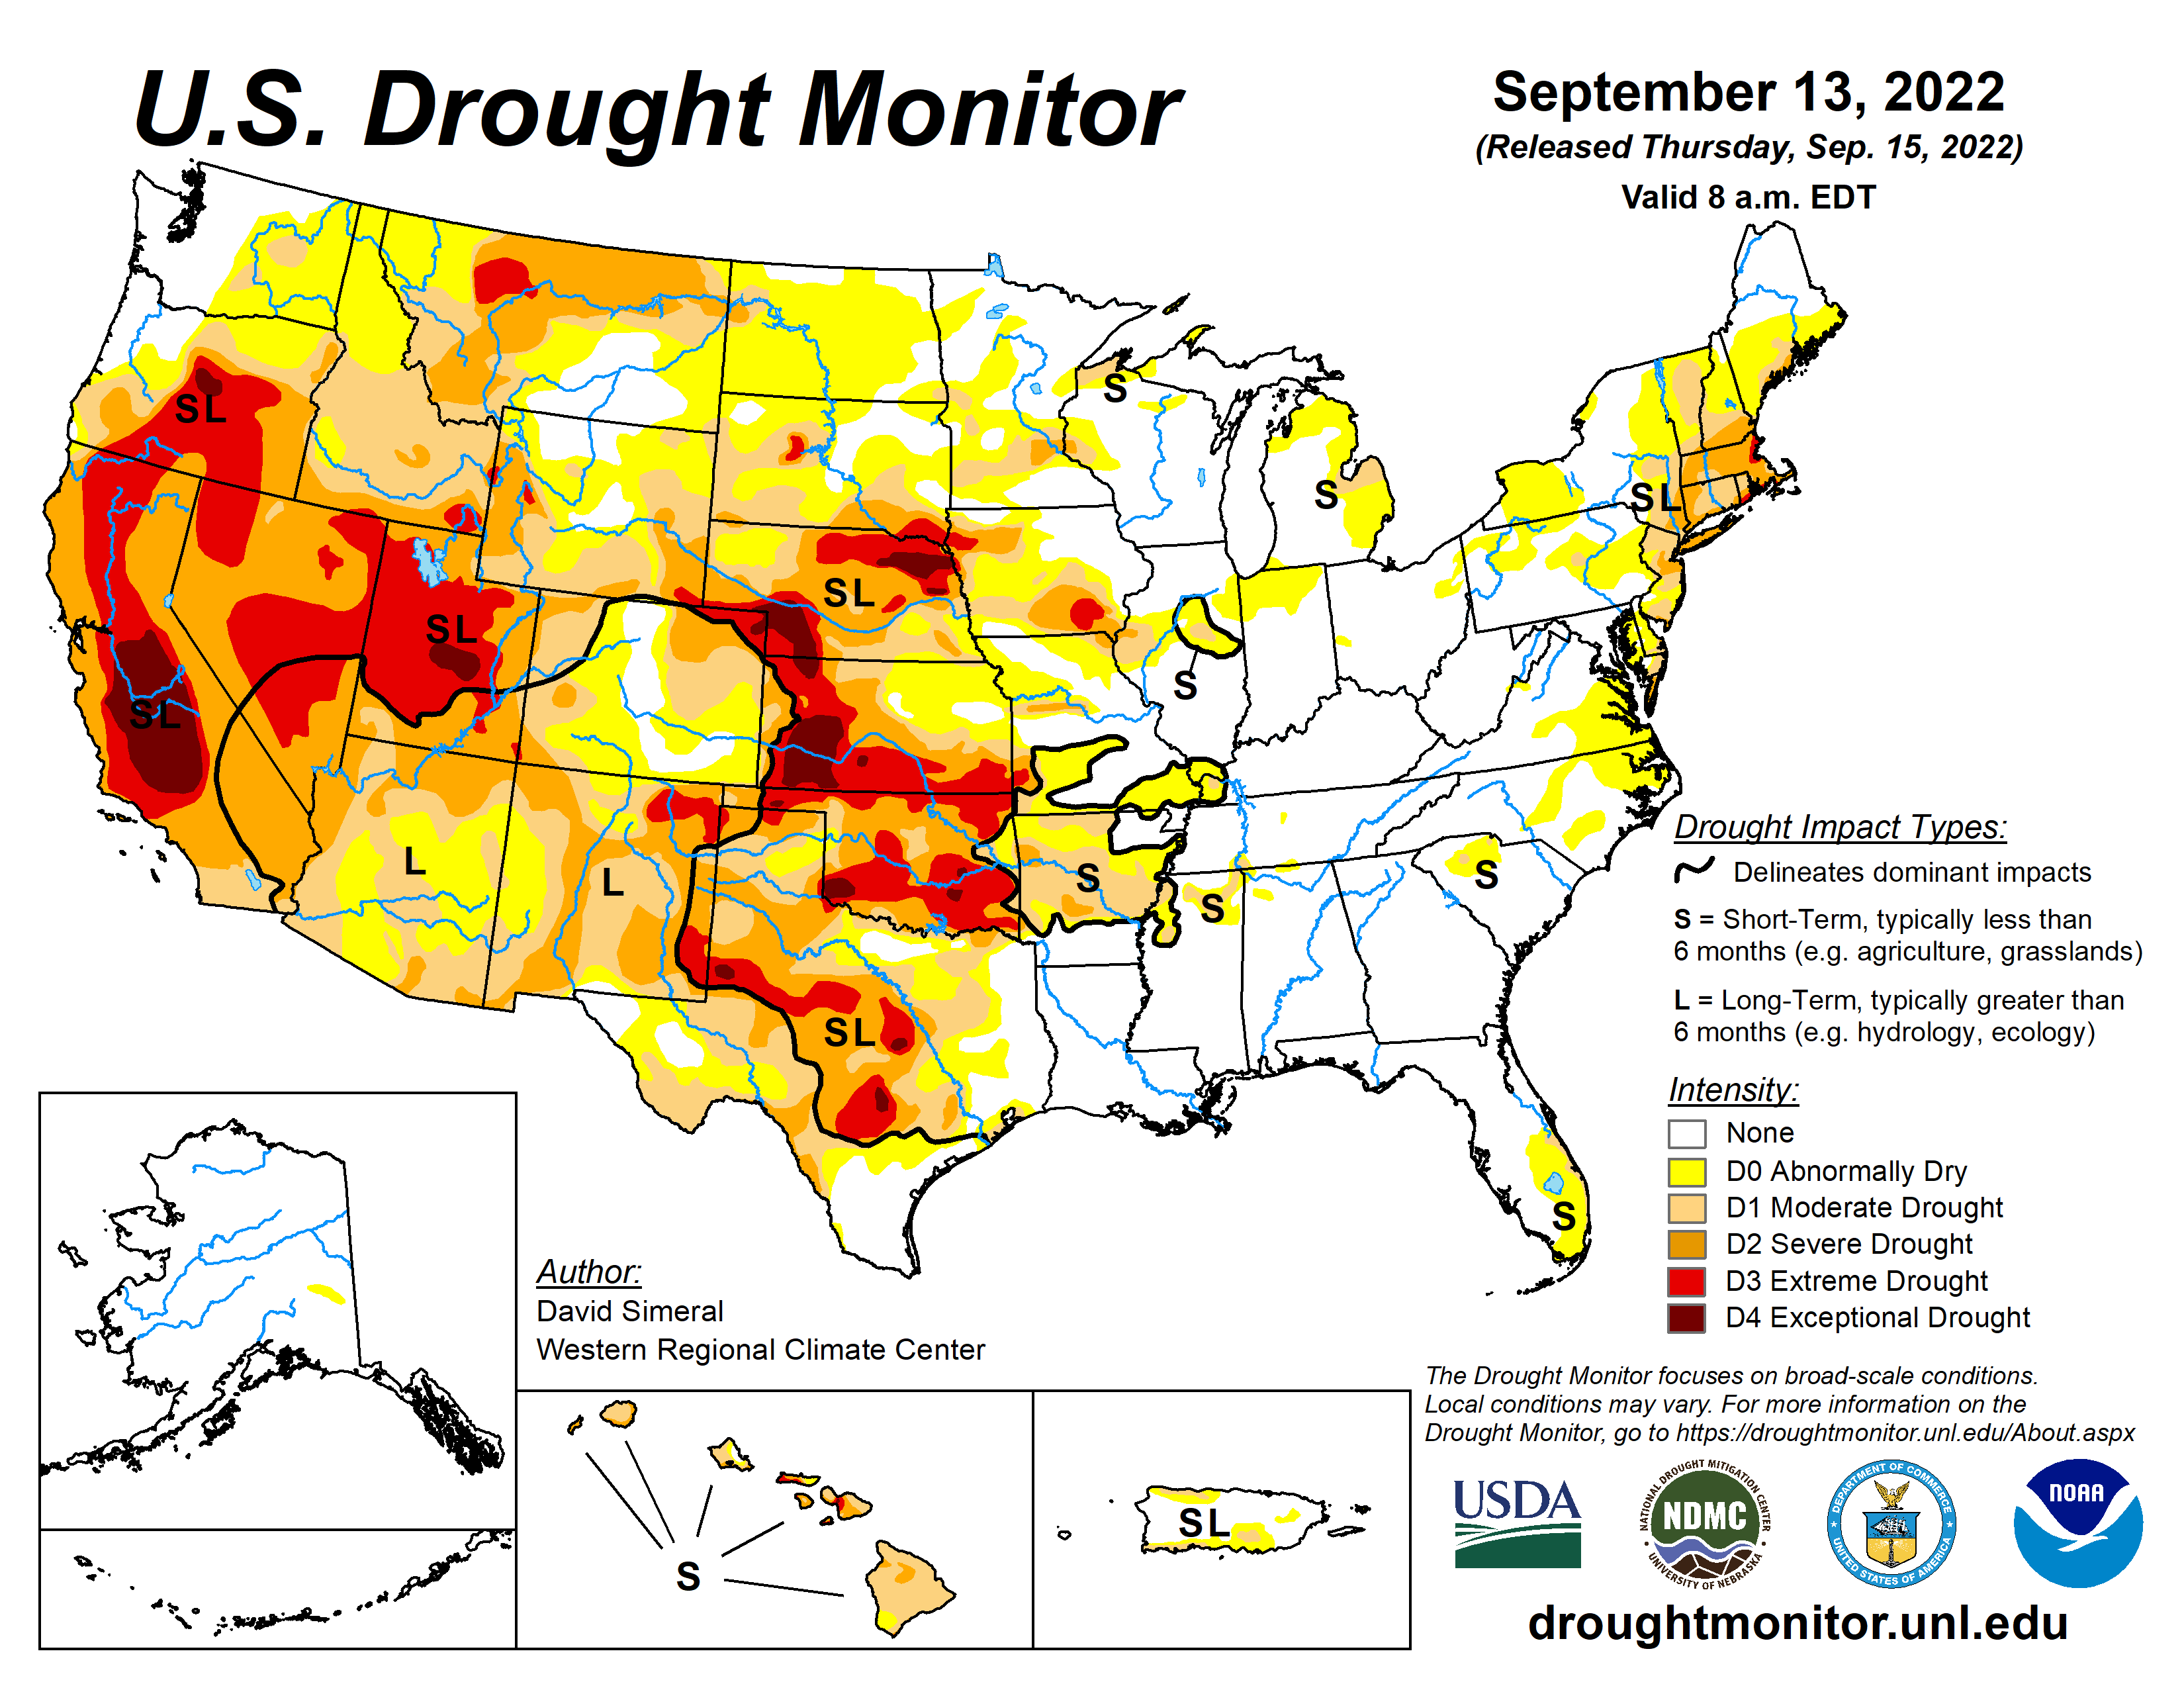 U.S. Drought Monitor
September 13, 2022
(Released Thursday, Sep. 15, 2022)
Valid 8 a.m. EDT
S
SL
S
SL
SL
SL
S
SL
L
L
S
S
S
SL
S
Drought Impact Types:
Delineates dominant impacts
S = Short-Term, typically less than
6 months (e.g. agriculture, grasslands)
L = Long-Term, typically greater than
6 months (e.g. hydrology, ecology)
Intensity:
None
D0 Abnormally Dry
D1 Moderate Drought
D2 Severe Drought
D3 Extreme Drought
D4 Exceptional Drought
Author:
David Simeral
Western Regional Climate Center
S
SL
The Drought Monitor focuses on broad-scale conditions.
Local conditions may vary. For more information on the
Drought Monitor, go to https://droughtmonitor.unl.edu/About.aspx
USDA
NATIONAL DROUGHT MITIGATION CENTER
NDMC
UNIVERSITY OF NEBRASKA
DEPARTMENT OF COMMERCE
UNITED STATES OF AMERICA
NOAA
droughtmonitor.unl.edu